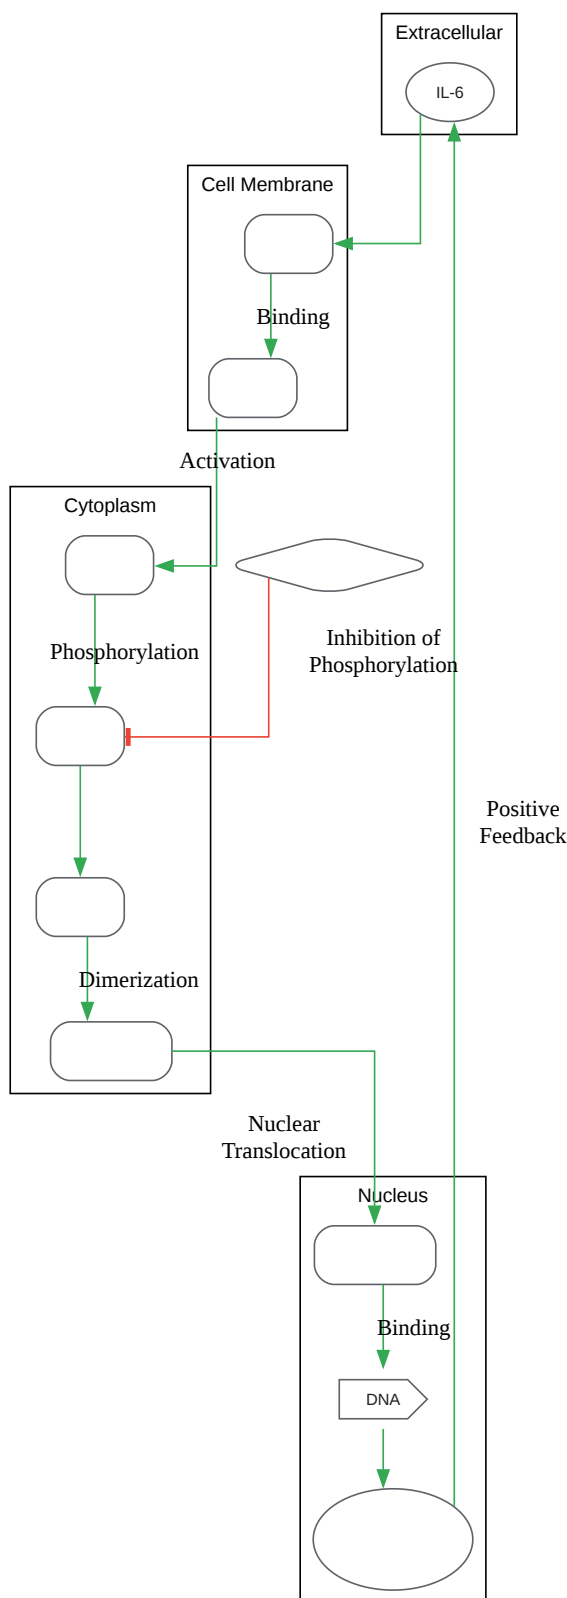 Extracellular
IL-6
Cell Membrane
Binding
Activation
Cytoplasm
Phosphorylation
Inhibition of
Phosphorylation
Positive
Feedback
Dimerization
Nuclear
Translocation
Nucleus
Binding
DNA